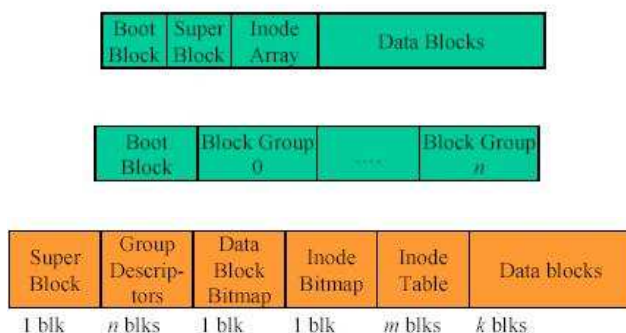 Boot Block
Super Block
Inode Array
Data Blocks
Boot Block
Block Group 0
....
Block Group n
Super Block
Group Descrip- tors
Data Block Bitmap
Inode Bitmap
Inode Table
Data blocks
1 blk n blks 1 blk 1 blk m blks k blks